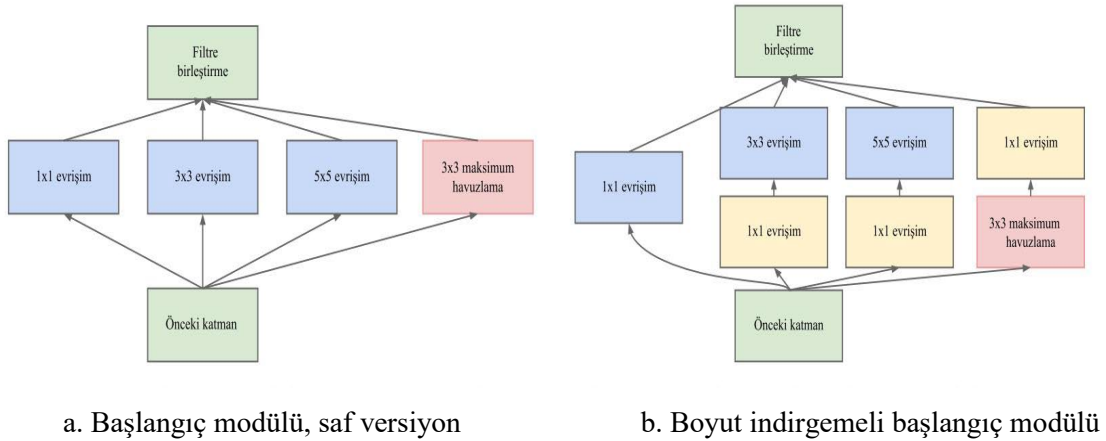 Filtre
birleştirme
1x1 evrişim
3x3 evrişim
5x5 evrişim
3x3 maksimum
havuzlama
Önceki katman
a. Başlangıç modülü, saf versiyon
Filtre
birleştirme
3x3 evrişim
5x5 evrişim
1x1 evrişim
1x1 evrişim
1x1 evrişim
1x1 evrişim
3x3 maksimum
havuzlama
Önceki katman
b. Boyut indirgemeli başlangıç modülü